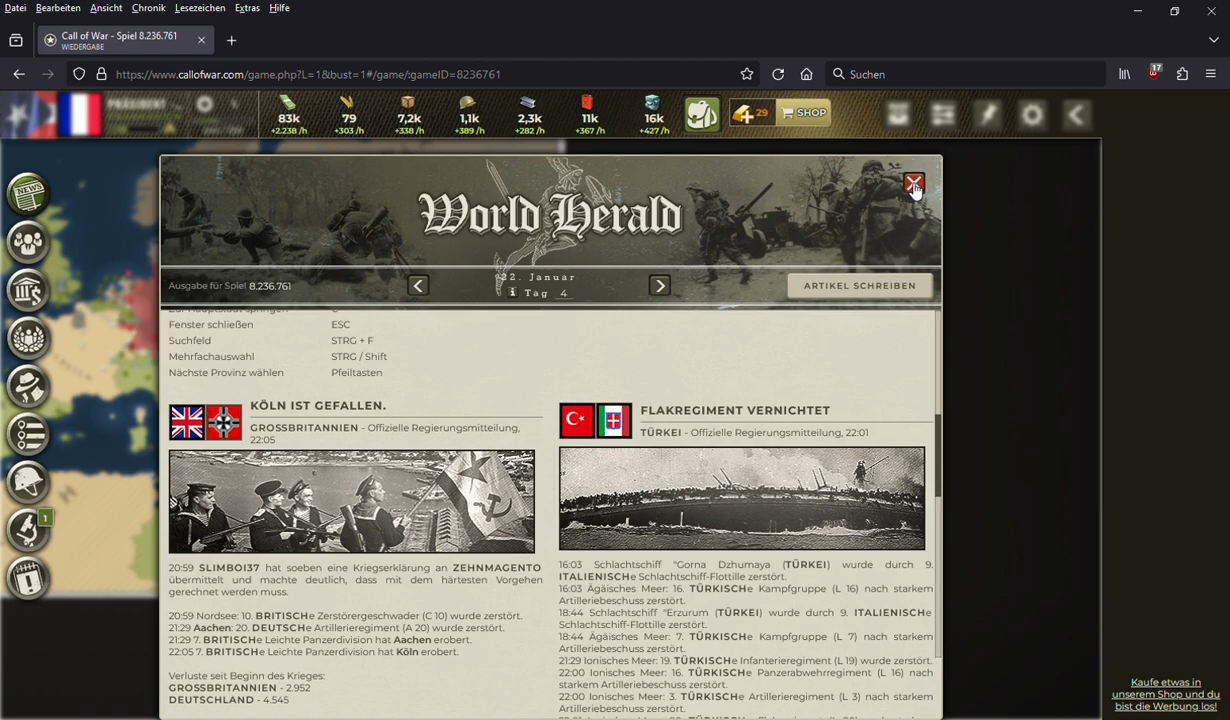 Datei Bearbeiten Ansicht Chronik Lesezeichen Extras Hilfe
Call of War - Spiel 8.236.761
WIEDERGABE
https://www.callofwar.com/game.php?L=1&bust=1#/game/:gameID=8236761
Suchen
17
PRÄSIDENT
83k 79 7,2k 1,1k 2,3k 11k 16k
+2.238 /h +303 /h +338 /h +389 /h +282 /h +367 /h +427 /h
29 SHOP
NEWS
World Herald
Ausgabe für Spiel 8.236.761
22. Januar
Tag 4
ARTIKEL SCHREIBEN
Zur Hauptstadt springen
Fenster schließen ESC
Suchfeld STRG + F
Mehrfachauswahl STRG / Shift
Nächste Provinz wählen Pfeiltasten
KÖLN IST GEFALLEN.
GROSSBRITANNIEN - Offizielle Regierungsmitteilung,
22:05
20:59 SLIMBOI37 hat soeben eine Kriegserklärung an ZEHNMAGENTO
übermittelt und machte deutlich, dass mit dem härtesten Vorgehen
gerechnet werden muss.
20:59 Nordsee: 10. BRITISCHe Zerstörergeschwader (C 10) wurde zerstört.
21:29 Aachen: 20. DEUTSCHe Artillerieregiment (A 20) wurde zerstört.
21:29 7. BRITISCHe Leichte Panzerdivision hat Aachen erobert.
22:05 7. BRITISCHe Leichte Panzerdivision hat Köln erobert.
Verluste seit Beginn des Krieges:
GROSSBRITANNIEN - 2.952
DEUTSCHLAND - 4.545
FLAKREGIMENT VERNICHTET
TÜRKEI - Offizielle Regierungsmitteilung, 22:01
16:03 Schlachtschiff "Gorna Dzhumaya (TÜRKEI) wurde durch 9.
ITALIENISCHe Schlachtschiff-Flottille zerstört.
16:03 Ägäisches Meer: 16. TÜRKISCHe Kampfgruppe (L 16) nach starkem
Artilleriebeschuss zerstört.
18:44 Schlachtschiff "Erzurum (TÜRKEI) wurde durch 9. ITALIENISCHe
Schlachtschiff-Flottille zerstört.
18:44 Ägäisches Meer: 7. TÜRKISCHe Kampfgruppe (L 7) nach starkem
Artilleriebeschuss zerstört.
21:29 Ionisches Meer: 19. TÜRKISCHe Infanterieregiment (L 19) wurde zerstört.
22:00 Ionisches Meer: 16. TÜRKISCHe Panzerabwehrregiment (L 16) nach
starkem Artilleriebeschuss zerstört.
22:00 Ionisches Meer: 3. TÜRKISCHe Artillerieregiment (L 3) nach starkem
Artilleriebeschuss zerstört.
1
Kaufe etwas in
unserem Shop und du
bist die Werbung los!